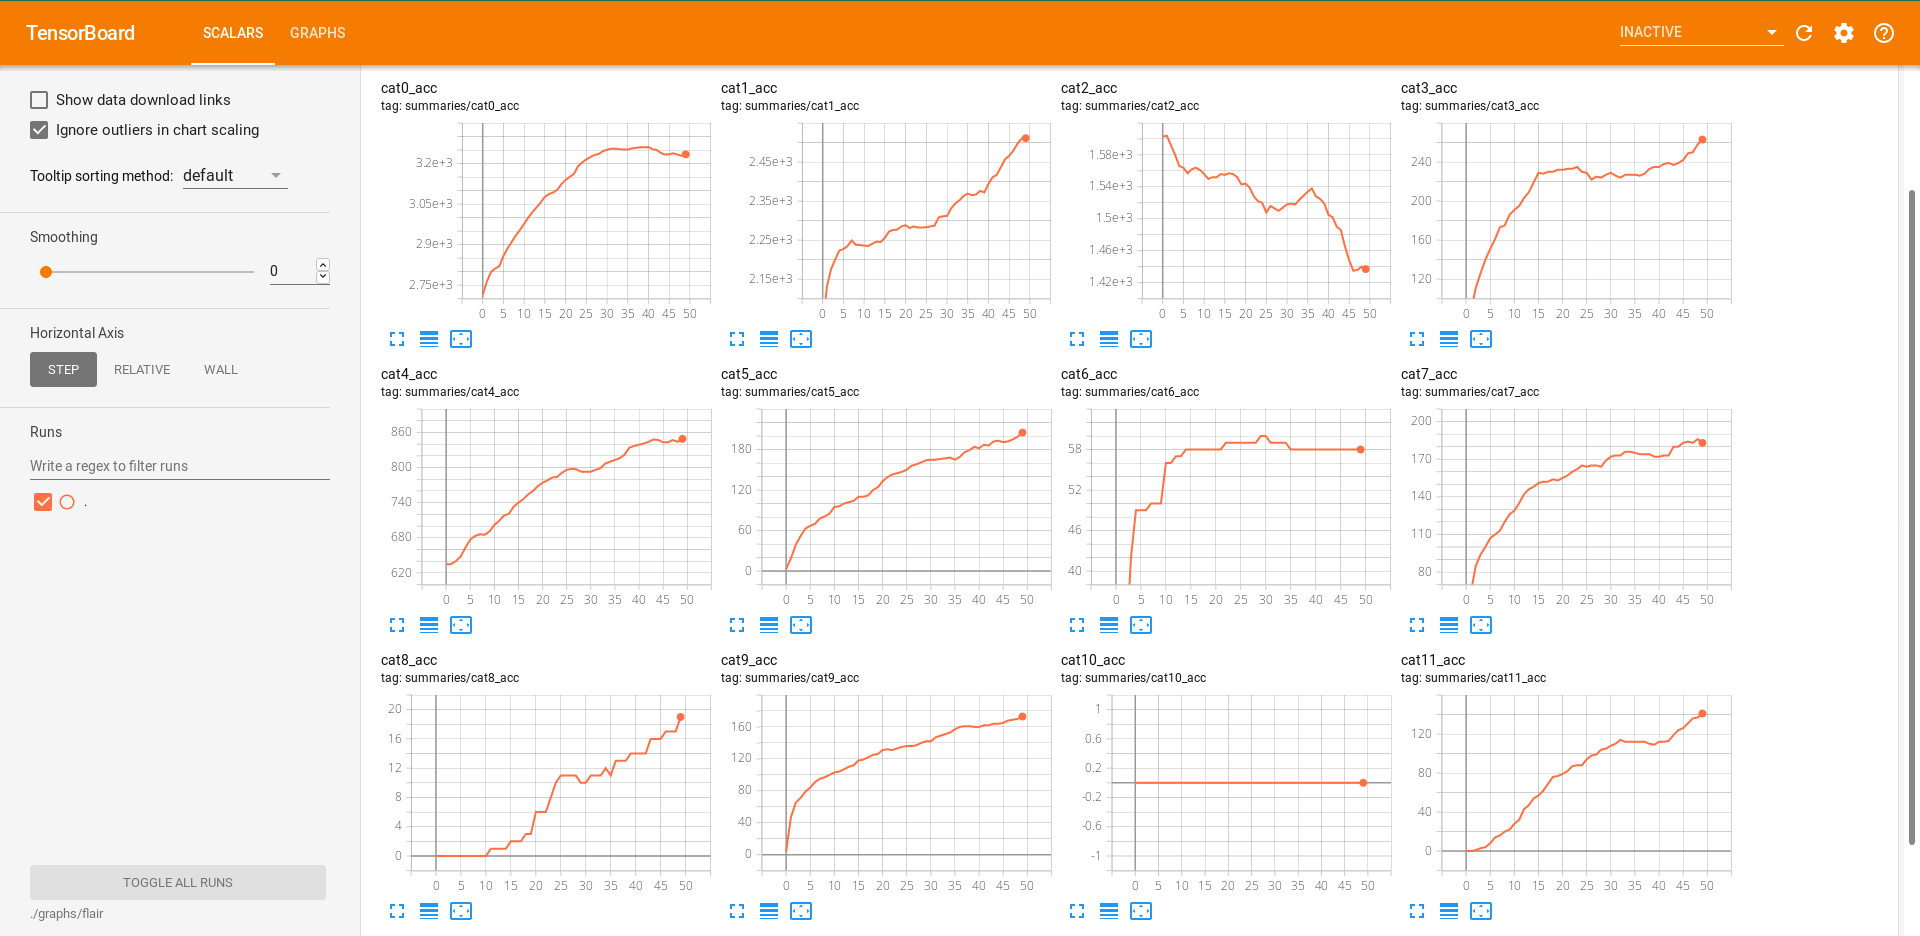 TensorBoard SCALARS GRAPHS INACTIVE
Show data download links
Ignore outliers in chart scaling
Tooltip sorting method: default
Smoothing
0
Horizontal Axis
STEP RELATIVE WALL
Runs
Write a regex to filter runs
.
TOGGLE ALL RUNS
./graphs/flair
cat0_acc
tag: summaries/cat0_acc
3.2e+3
3.05e+3
2.9e+3
2.75e+3
0 5 10 15 20 25 30 35 40 45 50
cat1_acc
tag: summaries/cat1_acc
2.45e+3
2.35e+3
2.25e+3
2.15e+3
0 5 10 15 20 25 30 35 40 45 50
cat2_acc
tag: summaries/cat2_acc
1.58e+3
1.54e+3
1.5e+3
1.46e+3
1.42e+3
0 5 10 15 20 25 30 35 40 45 50
cat3_acc
tag: summaries/cat3_acc
240
200
160
120
0 5 10 15 20 25 30 35 40 45 50
cat4_acc
tag: summaries/cat4_acc
860
800
740
680
620
0 5 10 15 20 25 30 35 40 45 50
cat5_acc
tag: summaries/cat5_acc
180
120
60
0
0 5 10 15 20 25 30 35 40 45 50
cat6_acc
tag: summaries/cat6_acc
58
52
46
40
0 5 10 15 20 25 30 35 40 45 50
cat7_acc
tag: summaries/cat7_acc
200
170
140
110
80
0 5 10 15 20 25 30 35 40 45 50
cat8_acc
tag: summaries/cat8_acc
20
16
12
8
4
0
0 5 10 15 20 25 30 35 40 45 50
cat9_acc
tag: summaries/cat9_acc
160
120
80
40
0
0 5 10 15 20 25 30 35 40 45 50
cat10_acc
tag: summaries/cat10_acc
1
0.6
0.2
-0.2
-0.6
-1
0 5 10 15 20 25 30 35 40 45 50
cat11_acc
tag: summaries/cat11_acc
120
80
40
0
0 5 10 15 20 25 30 35 40 45 50